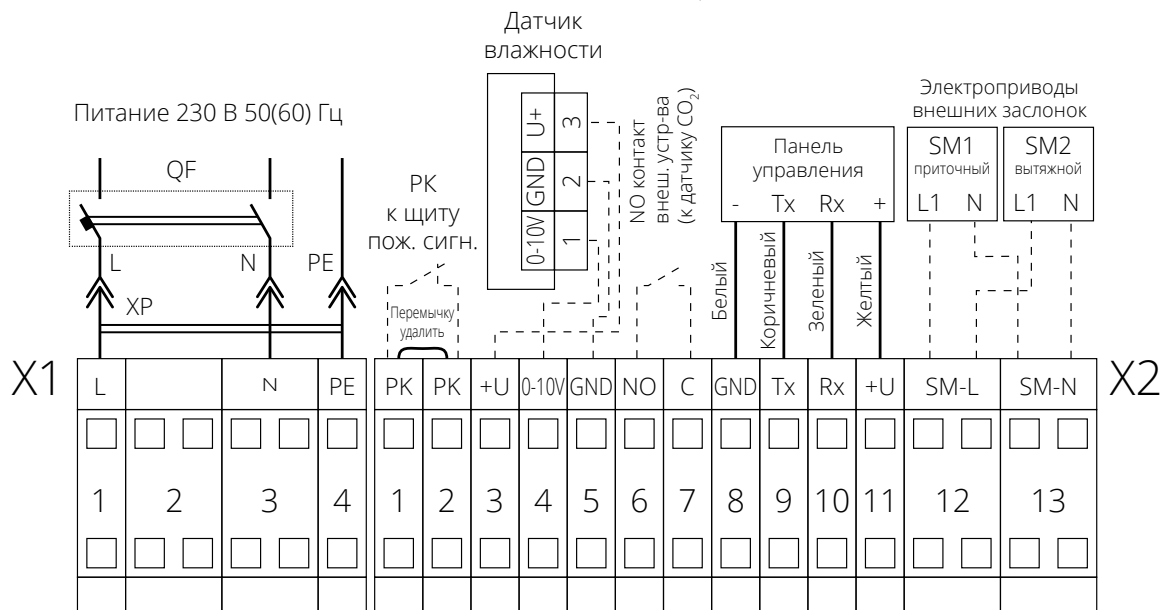 Датчик
влажности
Питание 230 В 50(60) Гц
QF
L
N
PE
XP
РК
к щиту
пож. сигн.
Перемычку
удалить
U+
3
GND
2
0-10V
1
NO контакт
внеш. устр-ва
(к датчику CO₂)
Панель
управления
- Tx Rx +
Белый
Коричневый
Зеленый
Желтый
Электроприводы
внешних заслонок
SM1
приточный
L1 N
SM2
вытяжной
L1 N
X1
L N PE
PK PK +U 0-10V GND NO C GND Tx Rx +U SM-L SM-N
X2
1 2 3 4
1 2 3 4 5 6 7 8 9 10 11 12 13